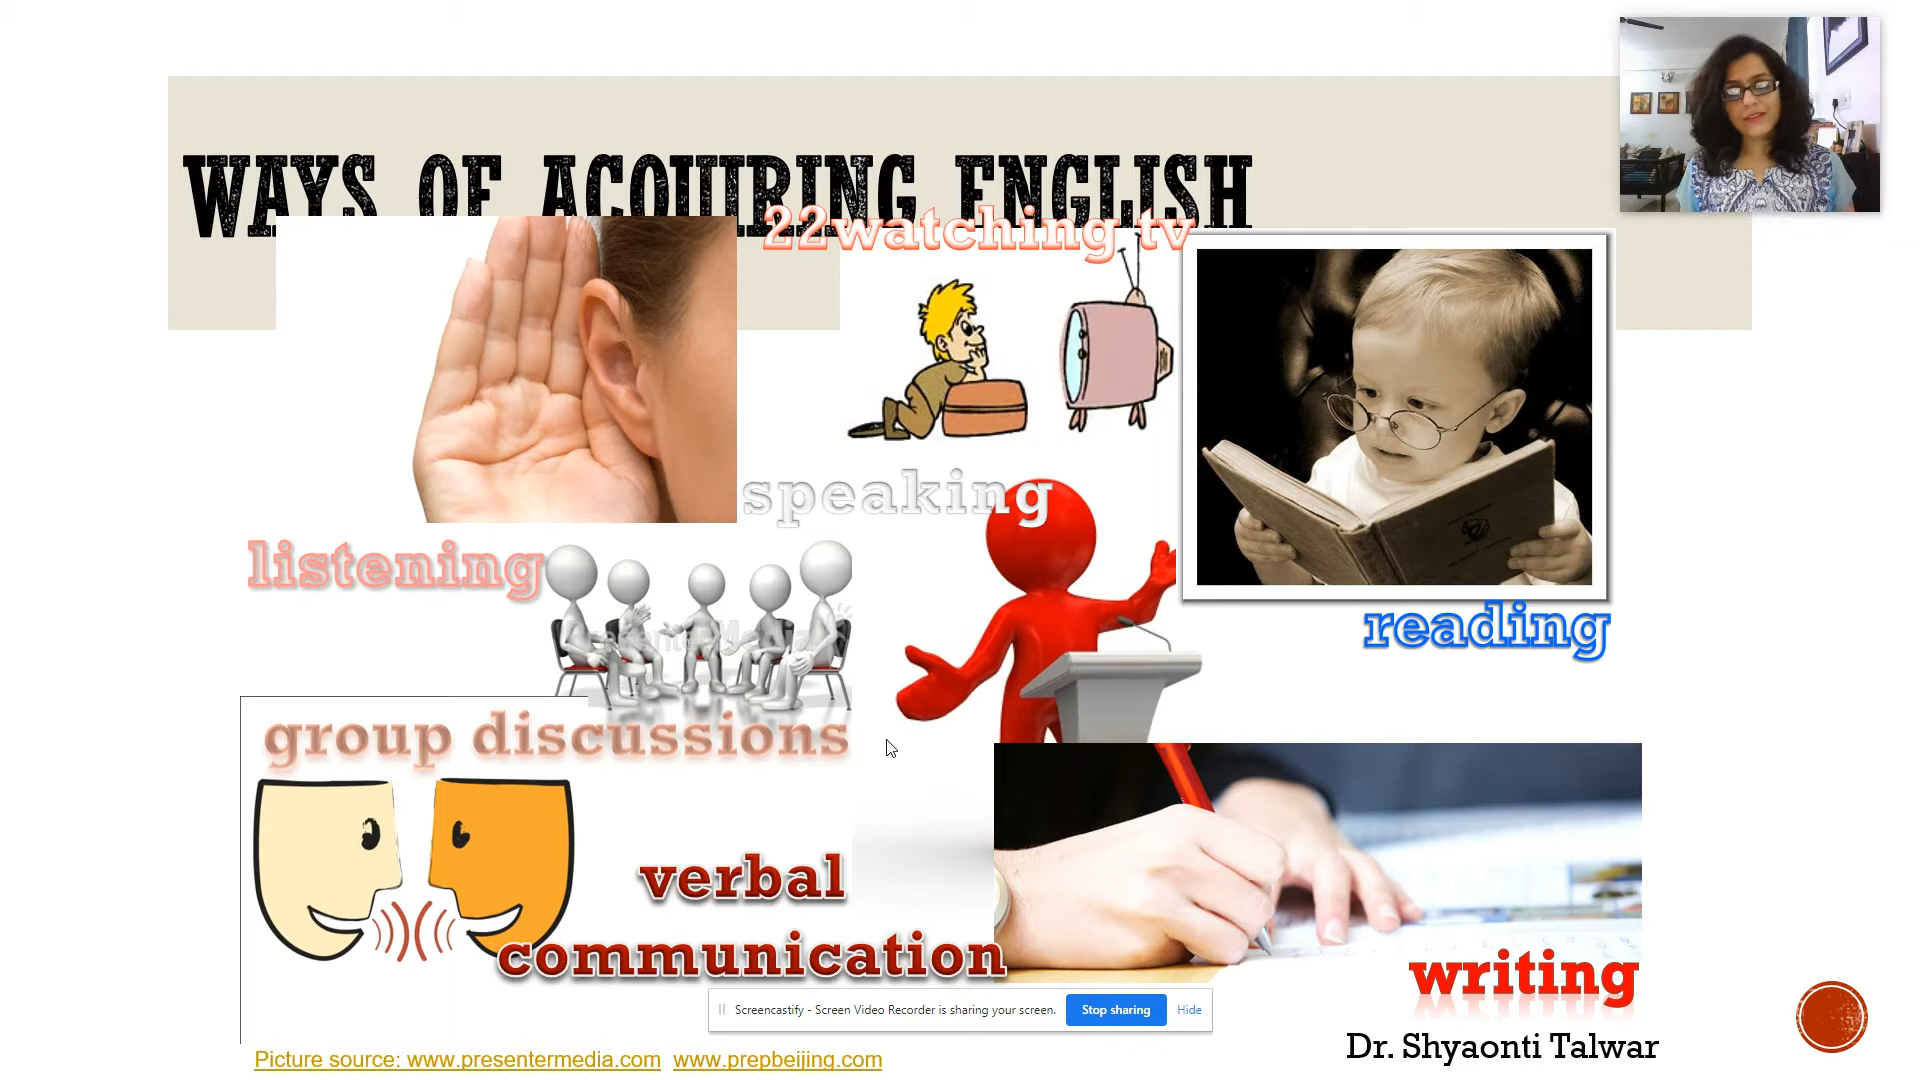 WAYS OF ACQUIRING ENGLISH
22watching tv
speaking
listening
reading
group discussions
verbal
communication
writing
Screencastify - Screen Video Recorder is sharing your screen.
Stop sharing
Hide
Dr. Shyaonti Talwar
Picture source: www.presentermedia.com www.prepbeijing.com